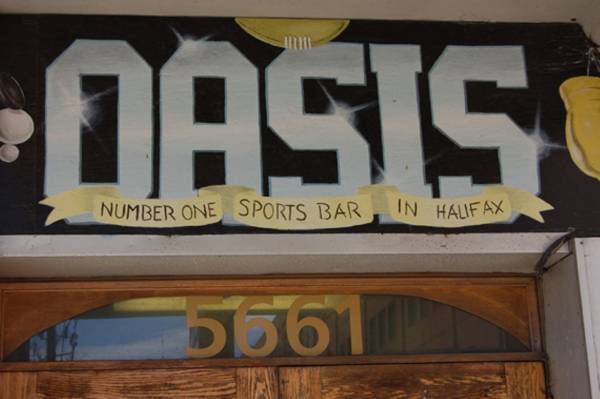 OASIS
NUMBER ONE SPORTS BAR IN HALIFAX
5661